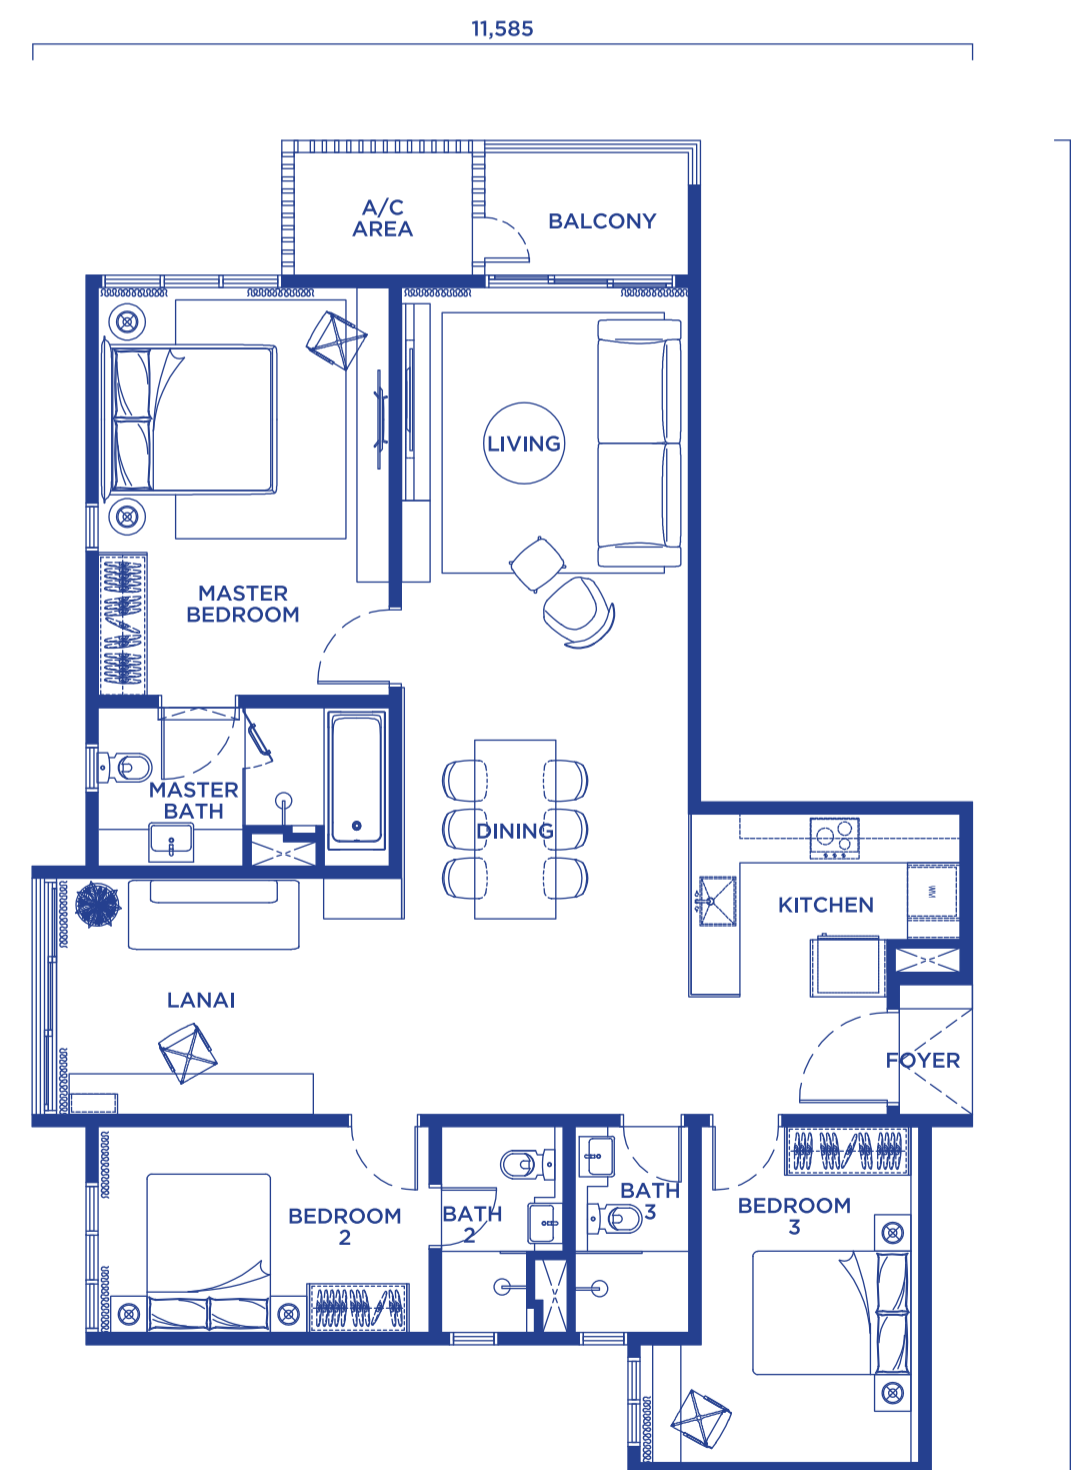 11,585
A/C
AREA
BALCONY
LIVING
MASTER
BEDROOM
MASTER
BATH
DINING
KITCHEN
WM
LANAI
FOYER
BEDROOM
2
BATH
2
BATH
3
BEDROOM
3